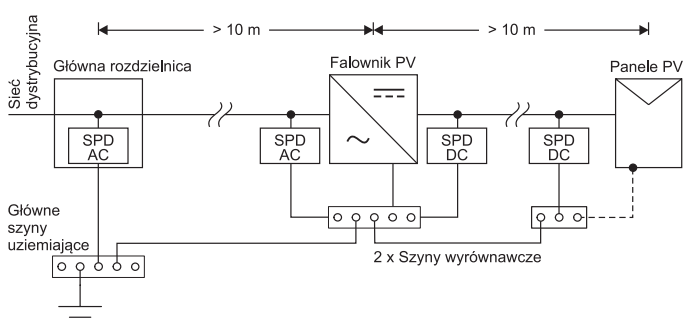 > 10 m
> 10 m
Sieć
dystrybucyjna
Główna rozdzielnica
Falownik PV
Panele PV
SPD
AC
SPD
AC
SPD
DC
SPD
DC
Główne
szyny
uziemiające
2 x Szyny wyrównawcze